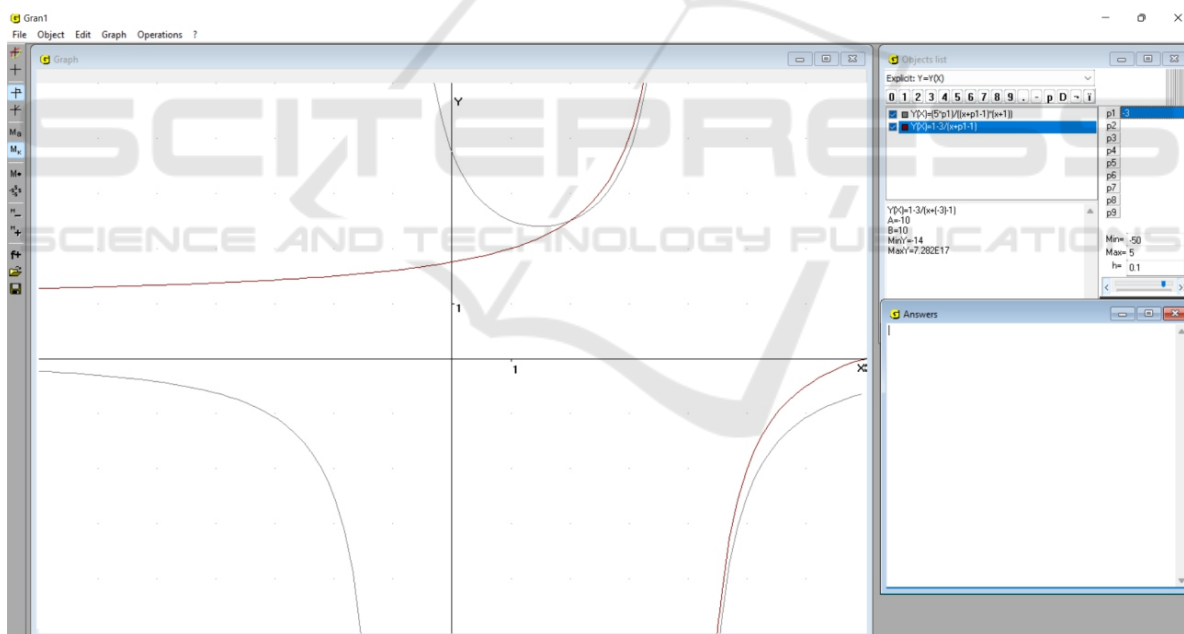 Gran1
File Object Edit Graph Operations ?
Graph
Y
1
1
X
Objects list
Explicit: Y=Y(X)
0 1 2 3 4 5 6 7 8 9 . - p D ¬ Ï
Y(X)=(5*p1)/((x+p1-1)*(x+1))
Y(X)=1-3/(x+p1-1)
p1 -3
p2
p3
p4
p5
p6
p7
p8
p9
Y(X)=1-3/(x+(-3)-1)
A=-10
B=10
MinY=-14
MaxY=7.282E17
Min= -50
Max= 5
h= 0.1
Answers
SCITEPRESS
SCIENCE AND TECHNOLOGY PUBLICATIONS